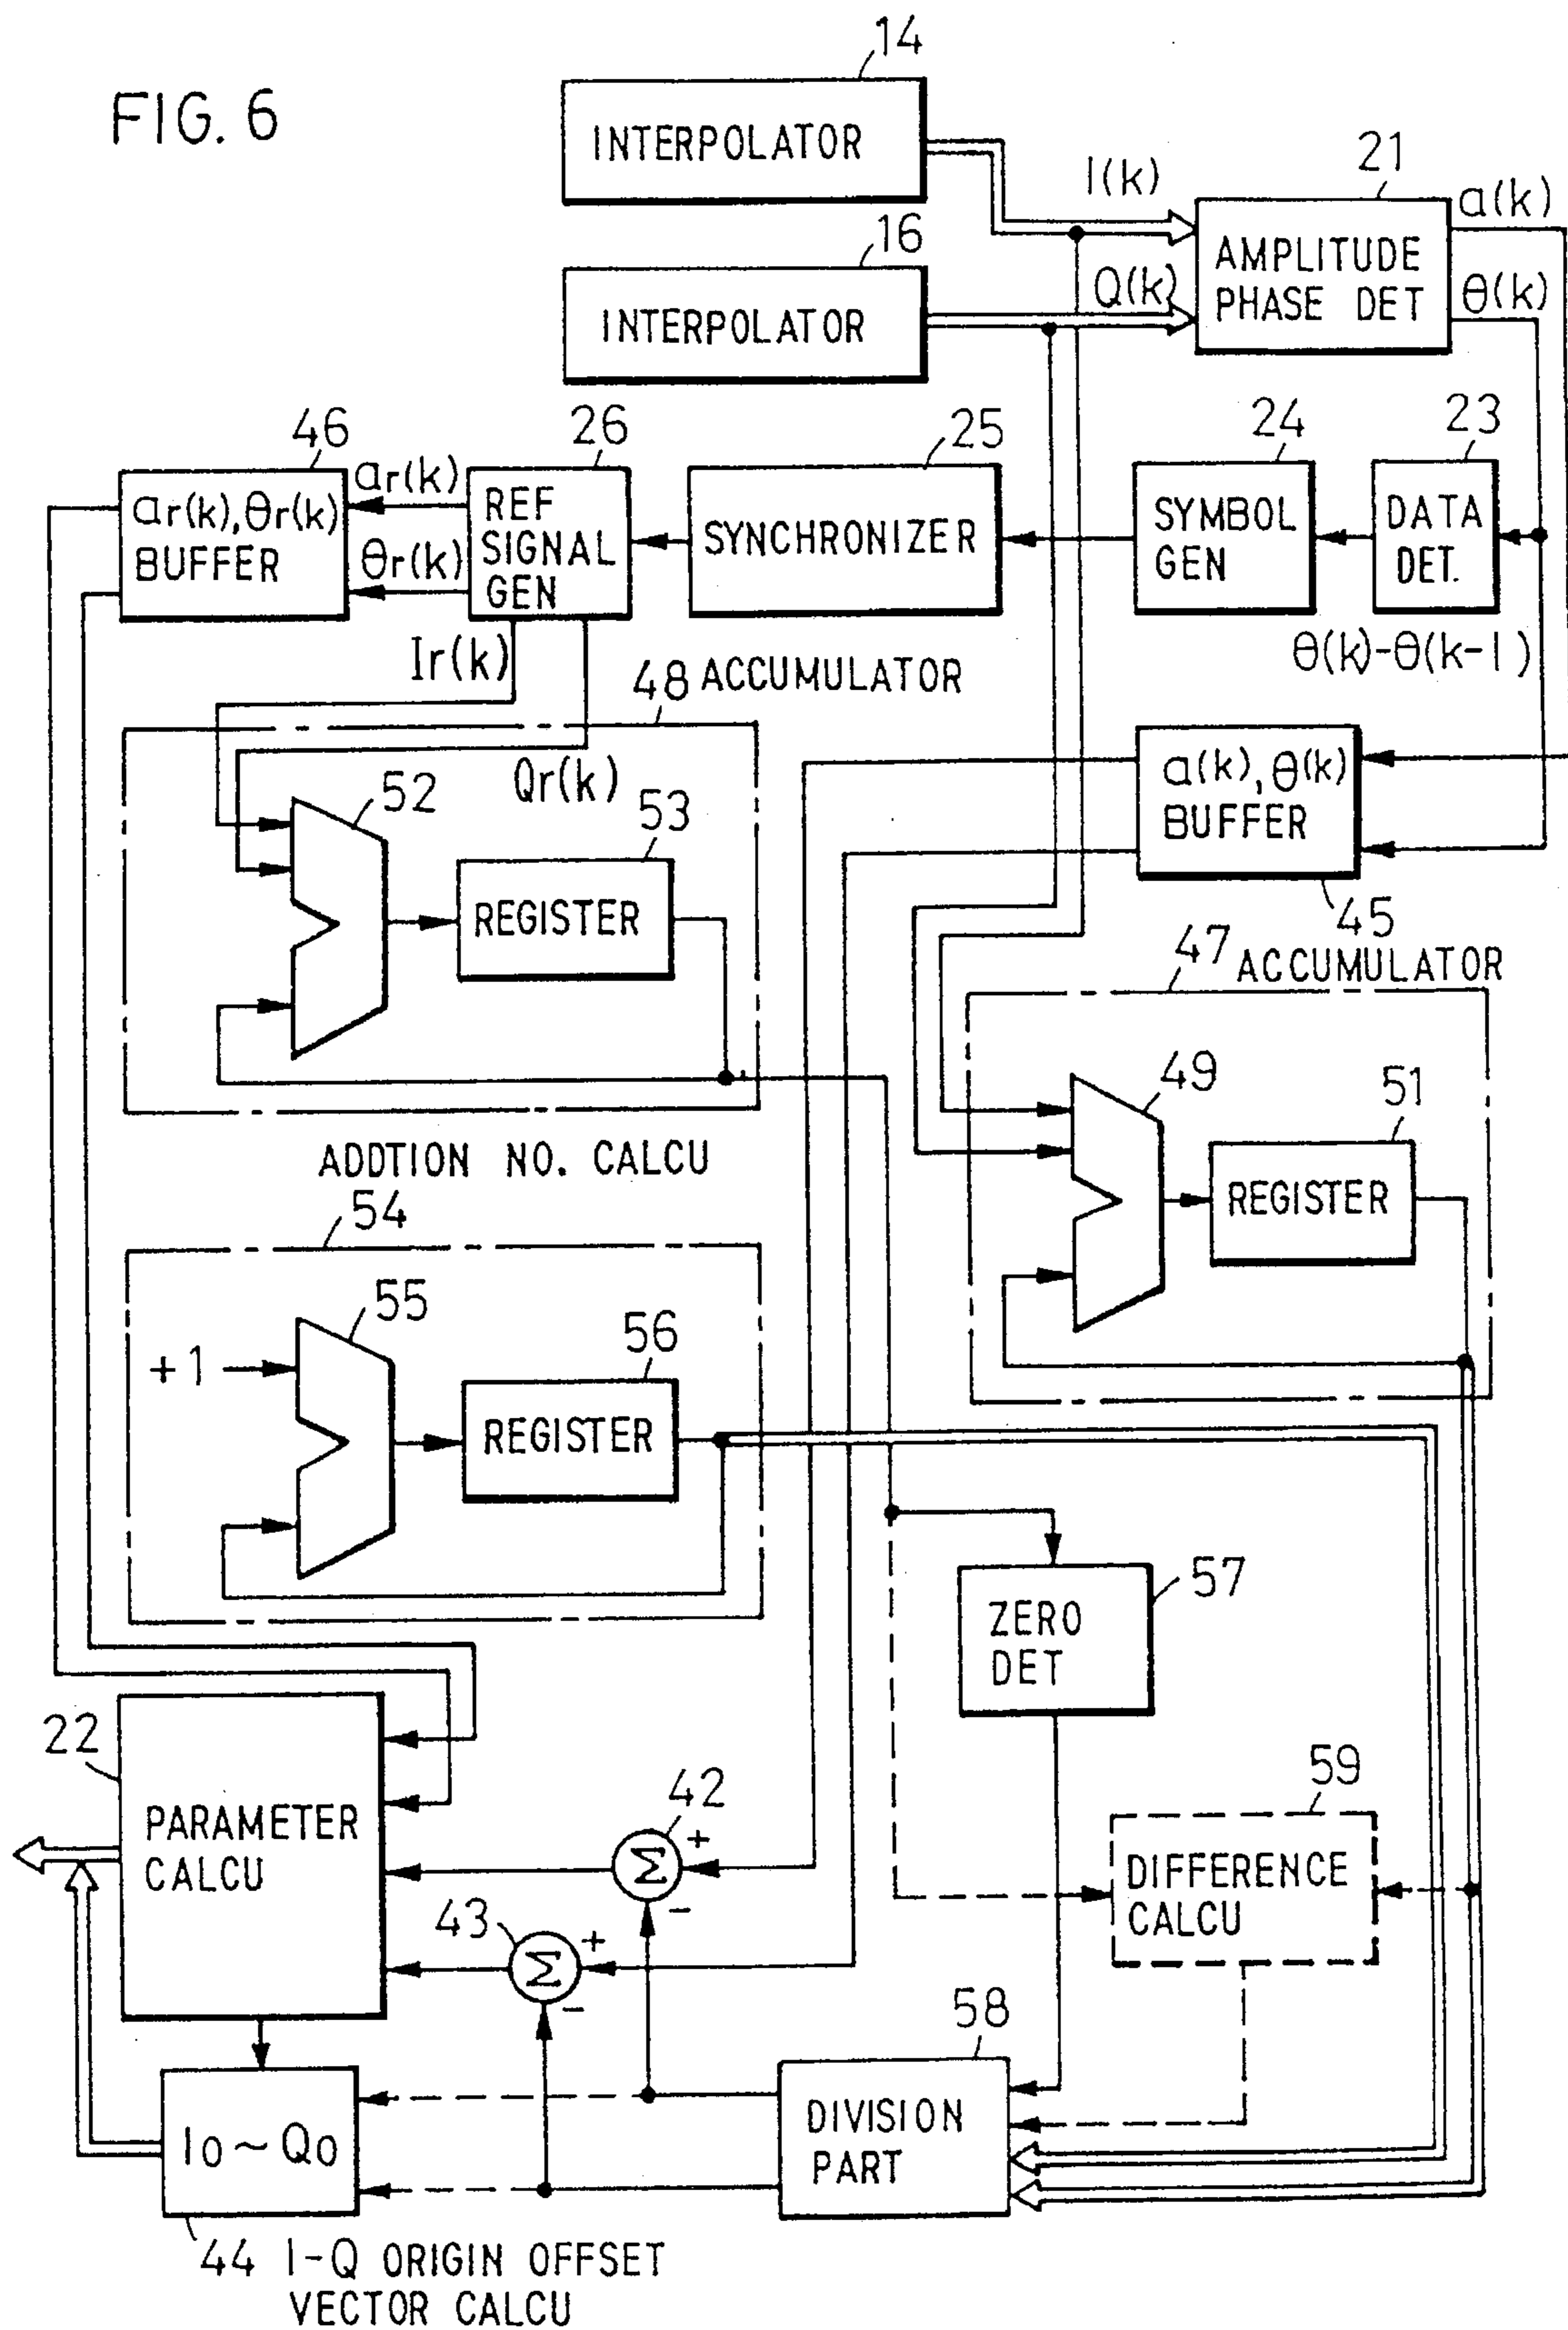 FIG. 6
14
INTERPOLATOR
16
INTERPOLATOR
I(k)
Q(k)
21
AMPLITUDE
PHASE DET
a(k)
θ(k)
46
ar(k), θr(k)
BUFFER
ar(k)
θr(k)
26
REF
SIGNAL
GEN
25
SYNCHRONIZER
24
SYMBOL
GEN
23
DATA
DET.
θ(k)-θ(k-1)
Ir(k)
Qr(k)
48 ACCUMULATOR
52
53
REGISTER
a(k), θ(k)
BUFFER
45
47 ACCUMULATOR
49
51
REGISTER
ADDTION NO. CALCU
54
55
+1
56
REGISTER
57
ZERO
DET
22
PARAMETER
CALCU
42
Σ
+
-
43
Σ
+
-
59
DIFFERENCE
CALCU
58
DIVISION
PART
I0 ~ Q0
44 I-Q ORIGIN OFFSET
VECTOR CALCU